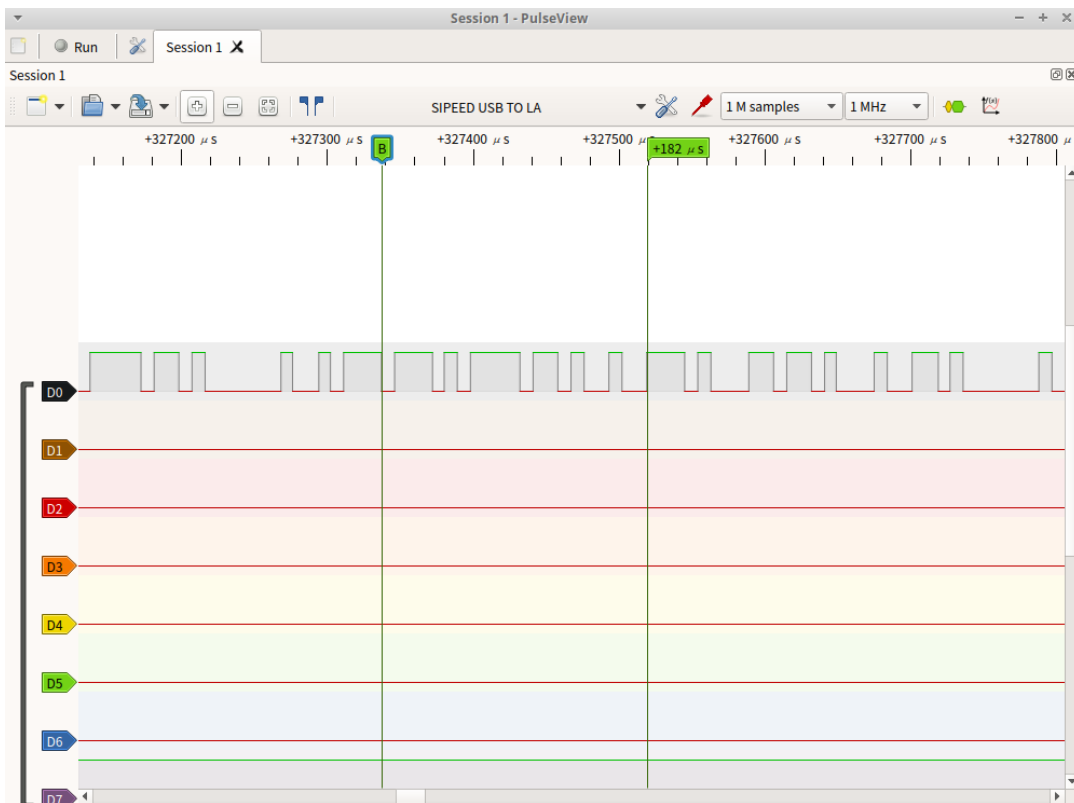 Session 1 - PulseView
Run
Session 1
Session 1
SIPEED USB TO LA
1 M samples
1 MHz
+327200 μs
+327300 μs
B
+327400 μs
+327500 μ
+182 μs
+327600 μs
+327700 μs
+327800 μ
D0
D1
D2
D3
D4
D5
D6
D7